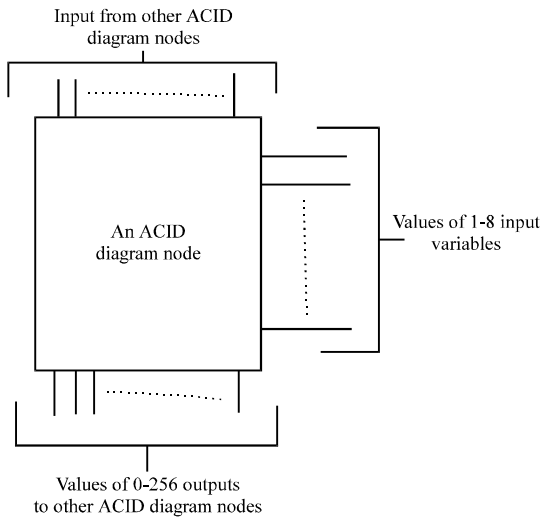 Input from other ACID
diagram nodes
An ACID
diagram node
Values of 1-8 input
variables
Values of 0-256 outputs
to other ACID diagram nodes